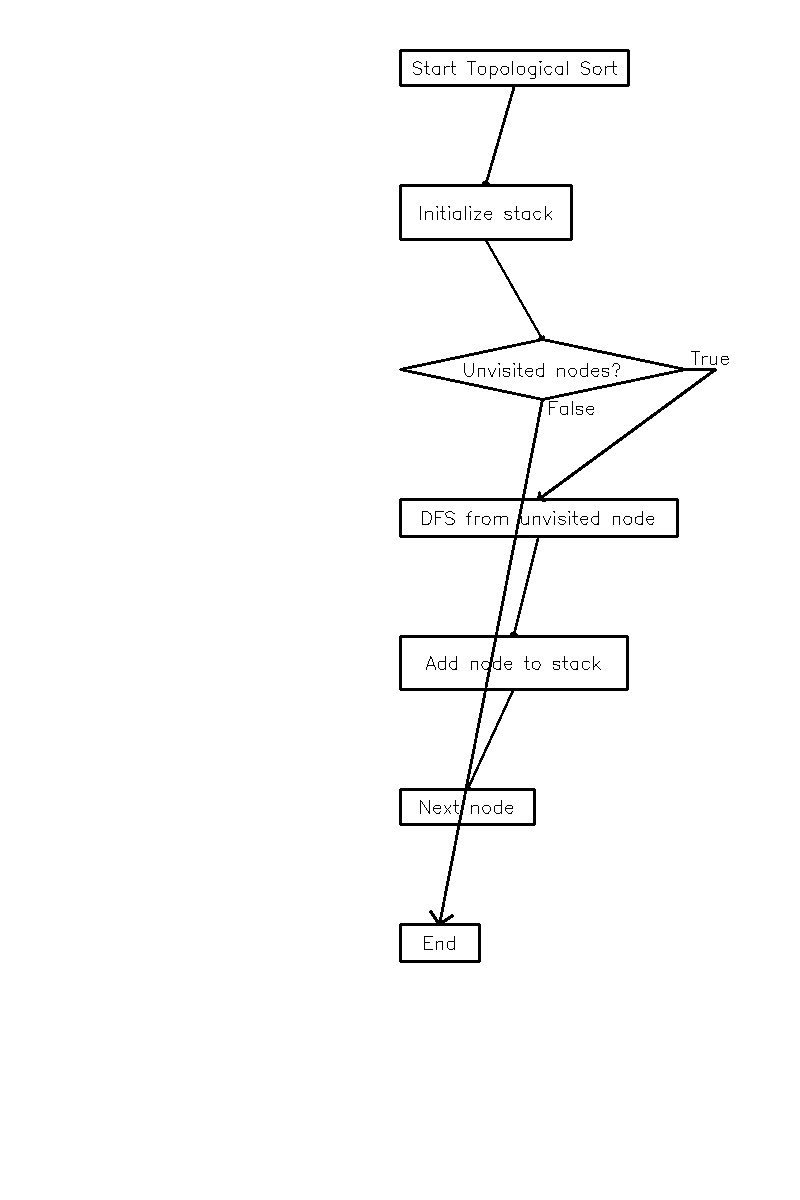 Start Topological Sort
Initialize stack
Unvisited nodes?
True
False
DFS from unvisited node
Add node to stack
Next node
End